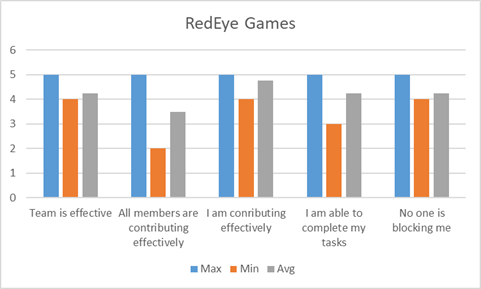 RedEye Games
6
5
4
3
2
1
0
Team is effective
All members are
contributing
effectively
I am conributing
effectively
I am able to
complete my
tasks
No one is
blocking me
Max
Min
Avg